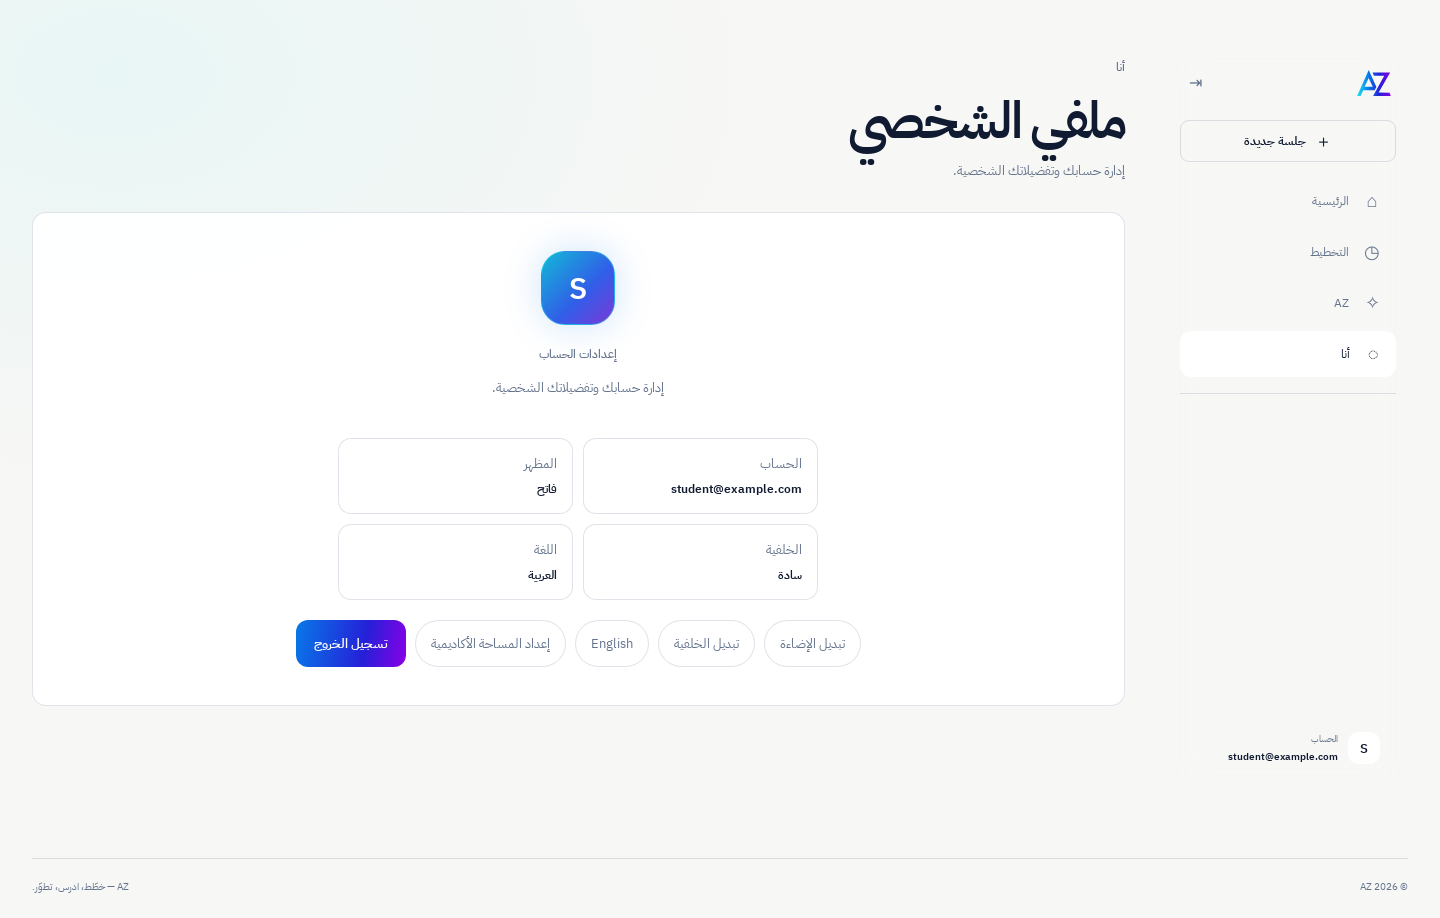 AZ
⇥
+ جلسة جديدة
الرئيسية
التخطيط
AZ
أنا
الحساب
S
student@example.com
أنا
ملفي الشخصي
إدارة حسابك وتفضيلاتك الشخصية.
S
إعدادات الحساب
إدارة حسابك وتفضيلاتك الشخصية.
الحساب
student@example.com
المظهر
فاتح
الخلفية
سادة
اللغة
العربية
تبديل الإضاءة
تبديل الخلفية
English
إعداد المساحة الأكاديمية
تسجيل الخروج
© 2026 AZ
AZ — خطّط، ادرس، تطوّر.